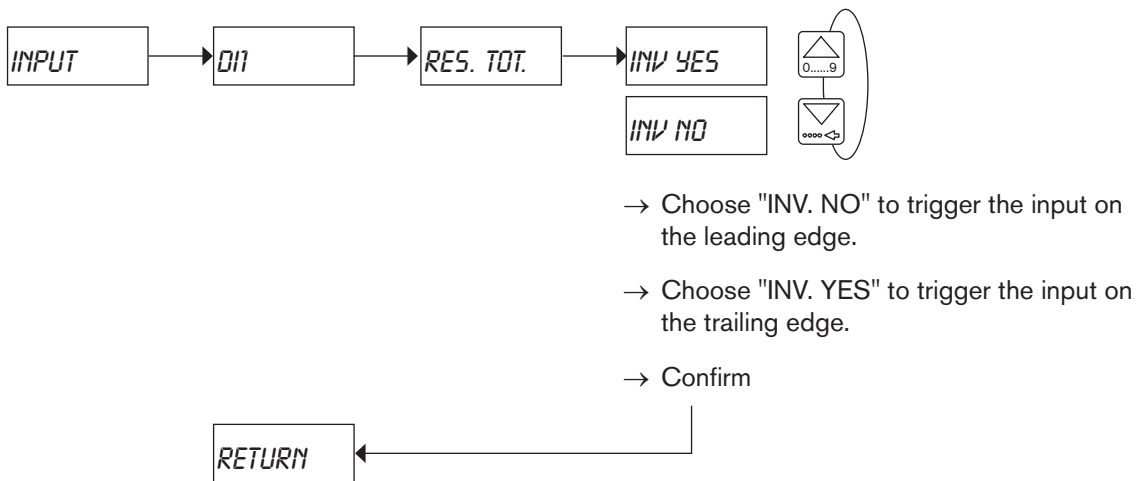 INPUT
DI1
RES. TOT.
INV YES
0......9
INV NO
→ Choose "INV. NO" to trigger the input on
the leading edge.
→ Choose "INV. YES" to trigger the input on
the trailing edge.
→ Confirm
RETURN